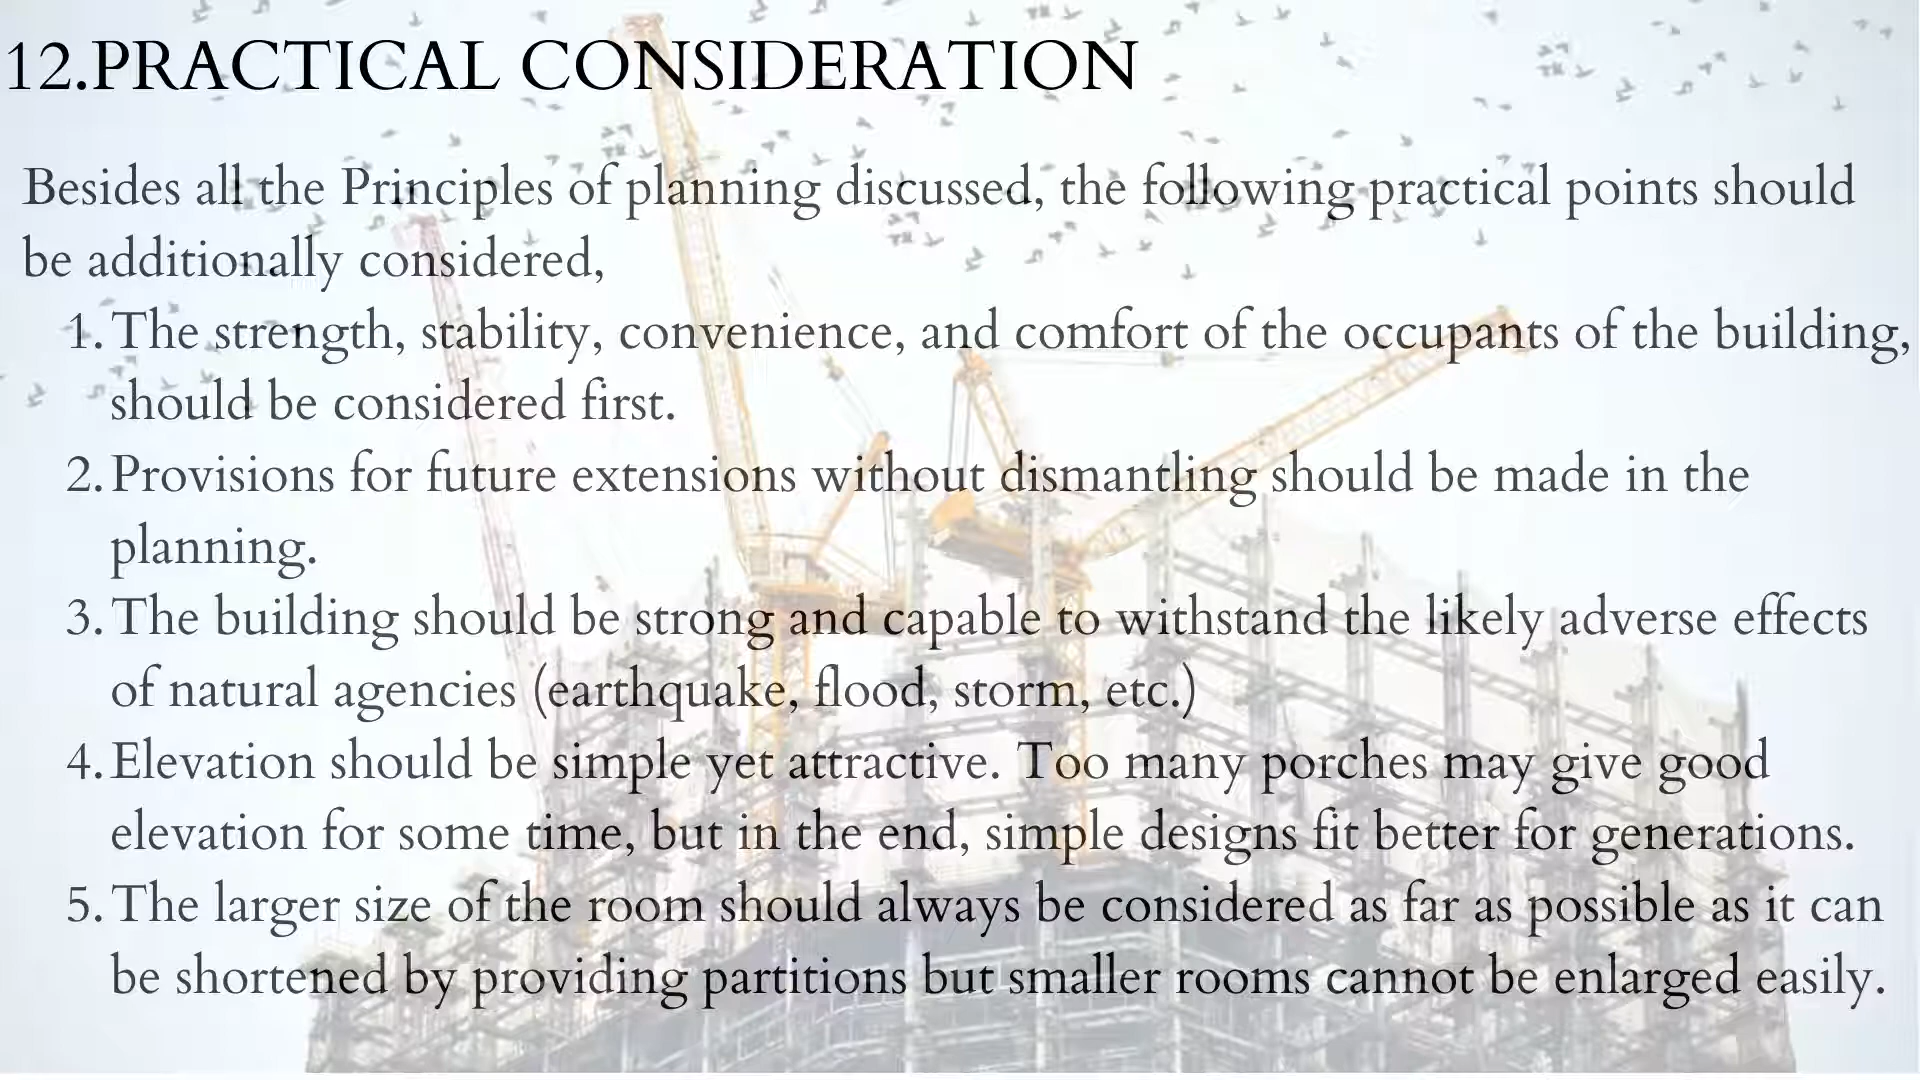 12.PRACTICAL CONSIDERATION
Besides all the Principles of planning discussed, the following practical points should
be additionally considered,
1. The strength, stability, convenience, and comfort of the occupants of the building,
should be considered first.
2. Provisions for future extensions without dismantling should be made in the
planning.
3. The building should be strong and capable to withstand the likely adverse effects
of natural agencies (earthquake, flood, storm, etc.)
4. Elevation should be simple yet attractive. Too many porches may give good
elevation for some time, but in the end, simple designs fit better for generations.
5. The larger size of the room should always be considered as far as possible as it can
be shortened by providing partitions but smaller rooms cannot be enlarged easily.